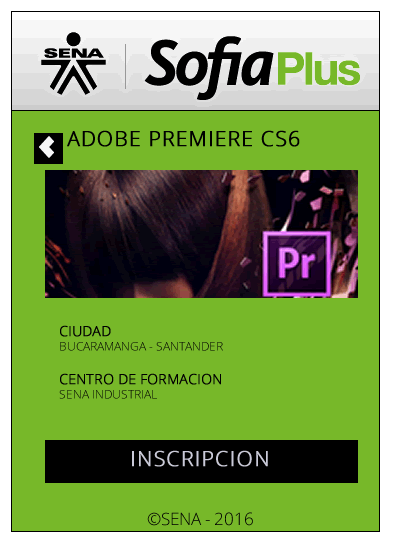 SENA
SofiaPlus
ADOBE PREMIERE CS6
Pr
CIUDAD
BUCARAMANGA - SANTANDER
CENTRO DE FORMACION
SENA INDUSTRIAL
INSCRIPCION
©SENA - 2016